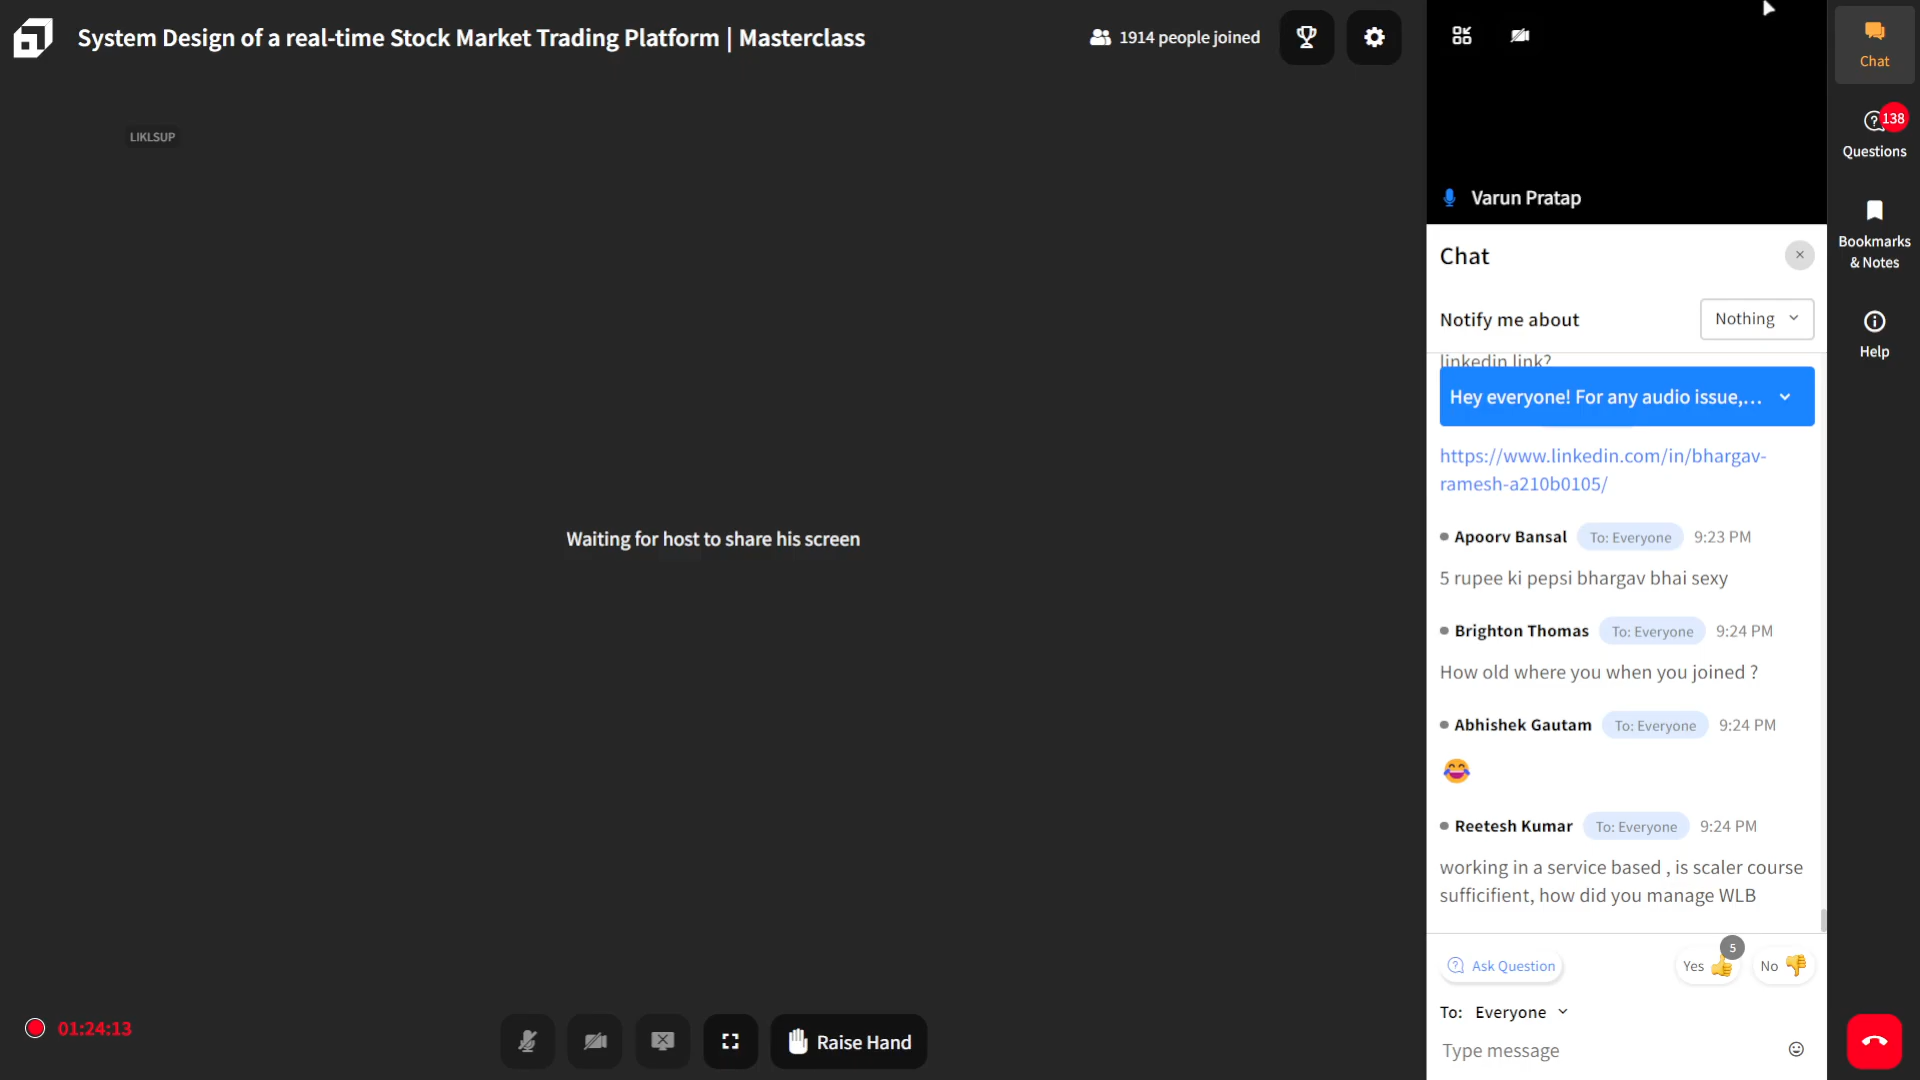 System Design of a real-time Stock Market Trading Platform | Masterclass
1914 people joined
LIKLSUP
Waiting for host to share his screen
01:24:13
Raise Hand
Varun Pratap
Chat
Notify me about
Nothing
linkedin link?
Hey everyone! For any audio issue,...
https://www.linkedin.com/in/bhargav-
ramesh-a210b0105/
Apoorv Bansal To: Everyone 9:23 PM
5 rupee ki pepsi bhargav bhai sexy
Brighton Thomas To: Everyone 9:24 PM
How old where you when you joined ?
Abhishek Gautam To: Everyone 9:24 PM
Reetesh Kumar To: Everyone 9:24 PM
working in a service based , is scaler course
sufficifient, how did you manage WLB
5
Ask Question
Yes
No
To: Everyone
Type message
Chat
138
Questions
Bookmarks
& Notes
Help